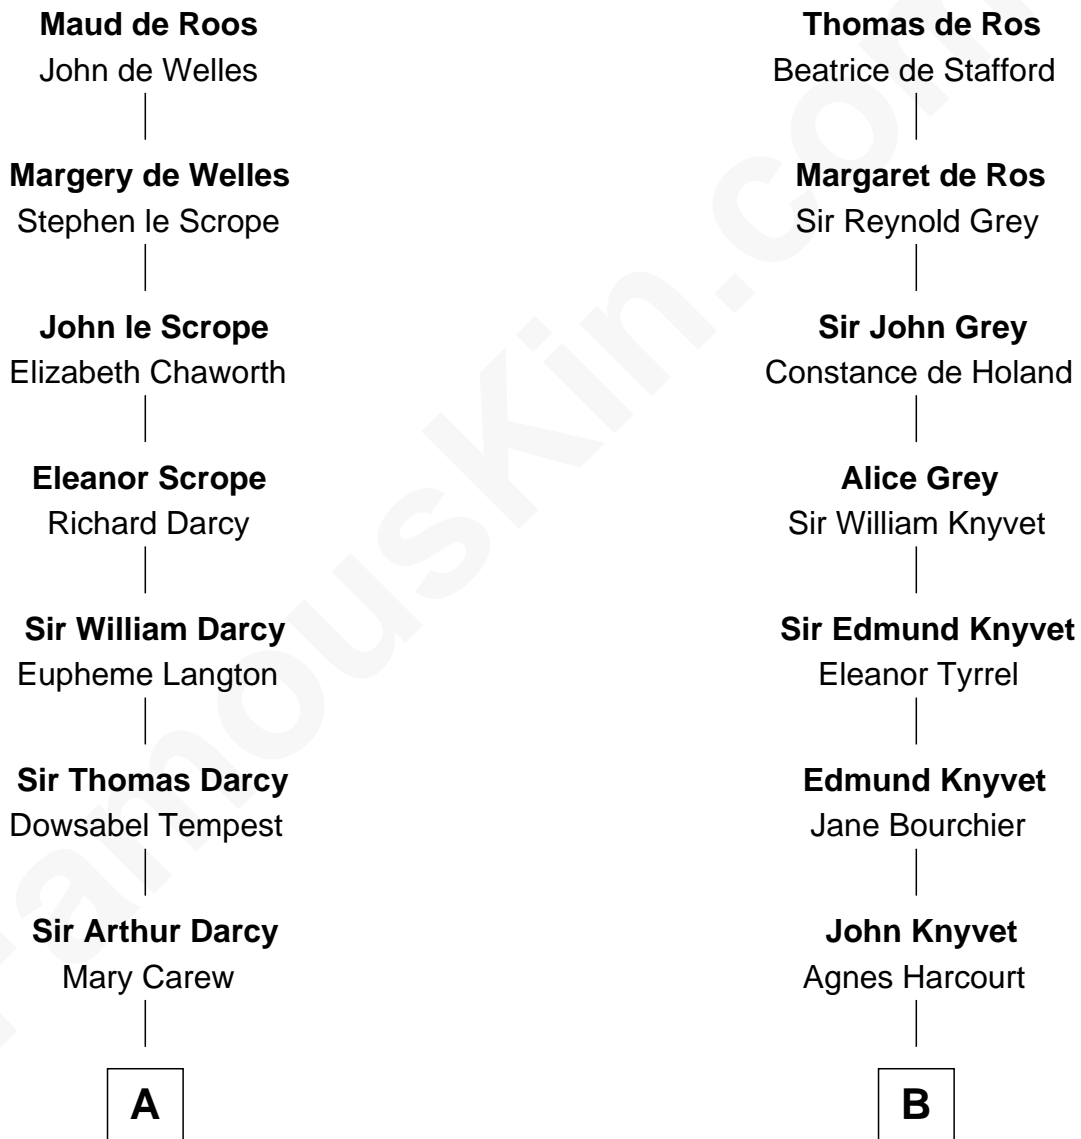 Maud de Roos
John de Welles
Margery de Welles
Stephen le Scrope
John le Scrope
Elizabeth Chaworth
Eleanor Scrope
Richard Darcy
Sir William Darcy
Eupheme Langton
Sir Thomas Darcy
Dowsabel Tempest
Sir Arthur Darcy
Mary Carew
A
Thomas de Ros
Beatrice de Stafford
Margaret de Ros
Sir Reynold Grey
Sir John Grey
Constance de Holand
Alice Grey
Sir William Knyvet
Sir Edmund Knyvet
Eleanor Tyrrel
Edmund Knyvet
Jane Bourchier
John Knyvet
Agnes Harcourt
B
FamousKin.com